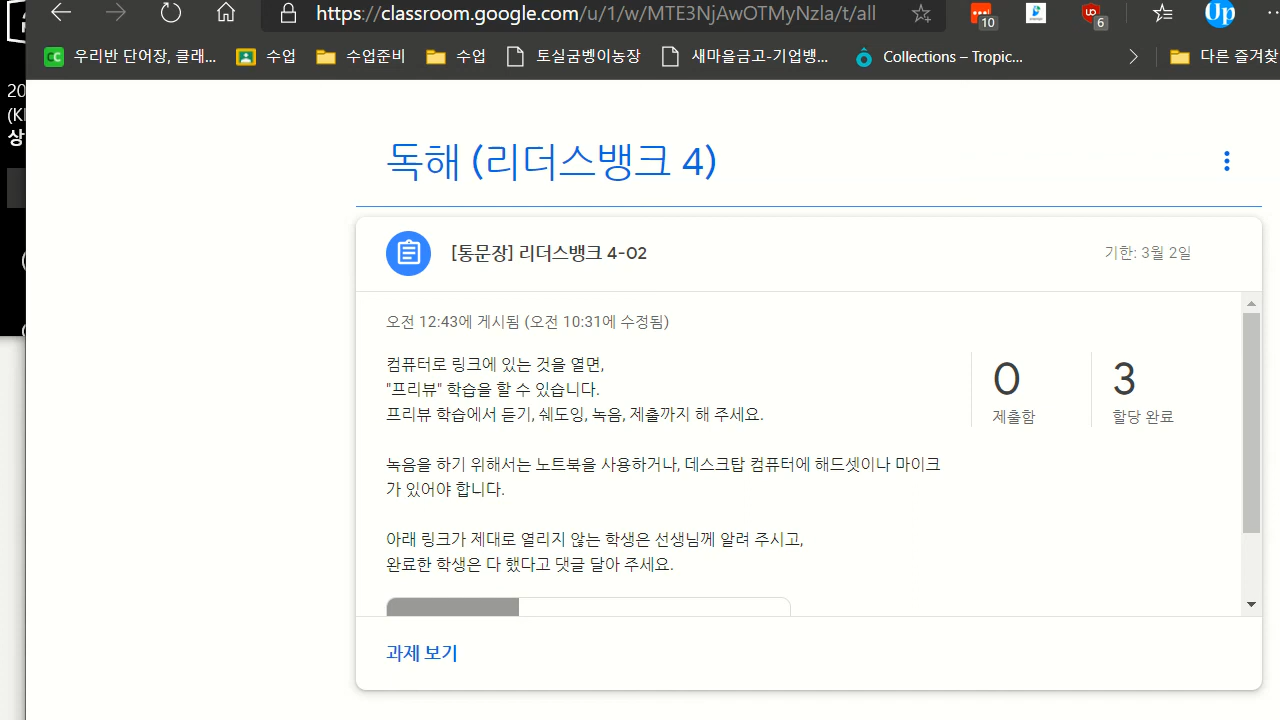 https://classroom.google.com/u/1/w/MTE3NjAwOTMyNzla/t/all
10
6
Up
CC 우리반 단어장, 클래... 수업 수업준비 수업 토실굼벵이농장 새마을금고-기업뱅... Collections – Tropic... 다른 즐겨찾
20
(KI
상
독해 (리더스뱅크 4)
[통문장] 리더스뱅크 4-02
기한: 3월 2일
오전 12:43에 게시됨 (오전 10:31에 수정됨)
컴퓨터로 링크에 있는 것을 열면,
"프리뷰" 학습을 할 수 있습니다.
프리뷰 학습에서 듣기, 쉐도잉, 녹음, 제출까지 해 주세요.
0
제출함
3
할당 완료
녹음을 하기 위해서는 노트북을 사용하거나, 데스크탑 컴퓨터에 해드셋이나 마이크
가 있어야 합니다.
아래 링크가 제대로 열리지 않는 학생은 선생님께 알려 주시고,
완료한 학생은 다 했다고 댓글 달아 주세요.
과제 보기